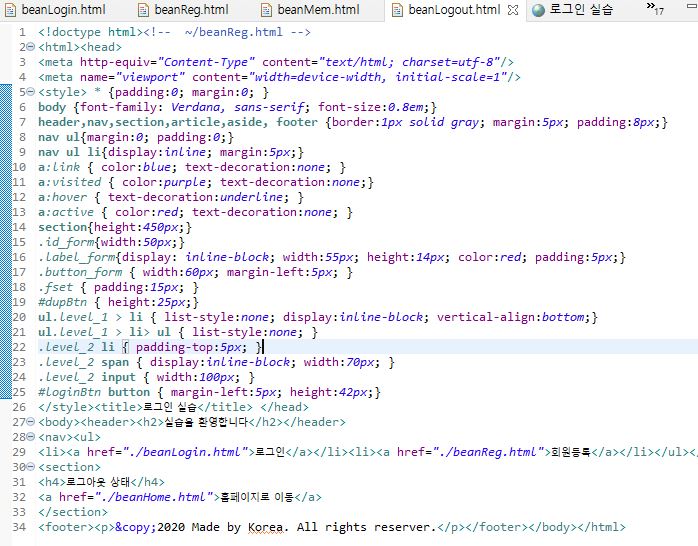 beanLogin.html beanReg.html beanMem.html beanLogout.html 로그인 실습 »17
1 <!doctype html><!-- ~/beanReg.html -->
2 <html><head>
3 <meta http-equiv="Content-Type" content="text/html; charset=utf-8"/>
4 <meta name="viewport" content="width=device-width, initial-scale=1"/>
5 <style> * {padding:0; margin:0; }
6 body {font-family: Verdana, sans-serif; font-size:0.8em;}
7 header,nav,section,article,aside, footer {border:1px solid gray; margin:5px; padding:8px;}
8 nav ul{margin:0; padding:0;}
9 nav ul li{display:inline; margin:5px;}
10 a:link { color:blue; text-decoration:none; }
11 a:visited { color:purple; text-decoration:none;}
12 a:hover { text-decoration:underline; }
13 a:active { color:red; text-decoration:none; }
14 section{height:450px;}
15 .id_form{width:50px;}
16 .label_form{display: inline-block; width:55px; height:14px; color:red; padding:5px;}
17 .button_form { width:60px; margin-left:5px; }
18 .fset { padding:15px; }
19 #dupBtn { height:25px;}
20 ul.level_1 > li { list-style:none; display:inline-block; vertical-align:bottom;}
21 ul.level_1 > li> ul { list-style:none; }
22 .level_2 li { padding-top:5px; }
23 .level_2 span { display:inline-block; width:70px; }
24 .level_2 input { width:100px; }
25 #loginBtn button { margin-left:5px; height:42px;}
26 </style><title>로그인 실습</title> </head>
27 <body><header><h2>실습을 환영합니다</h2></header>
28 <nav><ul>
29 <li><a href="./beanLogin.html">로그인</a></li><li><a href="./beanReg.html">회원등록</a></li></ul></
30 <section>
31 <h4>로그아웃 상태</h4>
32 <a href="./beanHome.html">홈페이지로 이동</a>
33 </section>
34 <footer><p>&copy;2020 Made by Korea. All rights reserver.</p></footer></body></html>